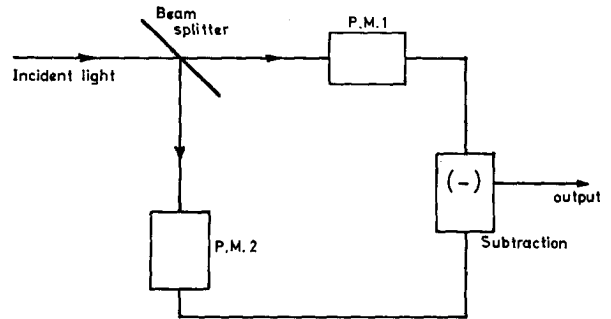 Beam
splitter
P.M.1
Incident light
(-)
output
Subtraction
P.M.2